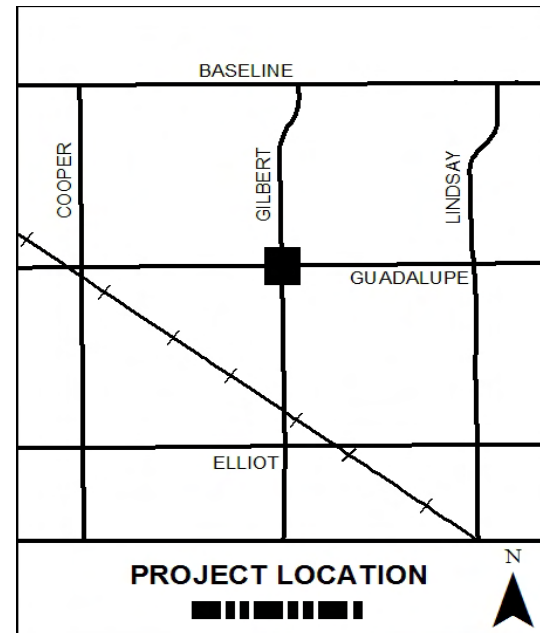 BASELINE
COOPER
GILBERT
LINDSAY
GUADALUPE
ELLIOT
PROJECT LOCATION
N